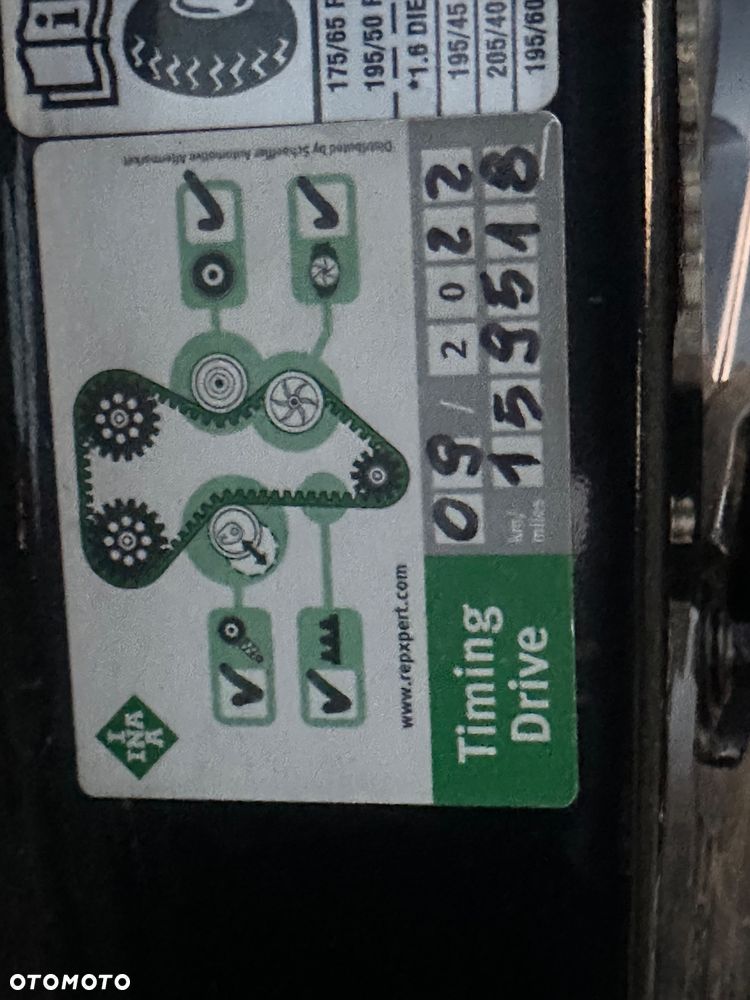 175/65 R
195/50 R
*1.6 DIE
195/45
205/40
195/60
Distributed by Schaeffler Automotive Aftermarket
I
INA
A
www.repxpert.com
Timing
Drive
09/2022
km/
miles
159518
OTOMOTO